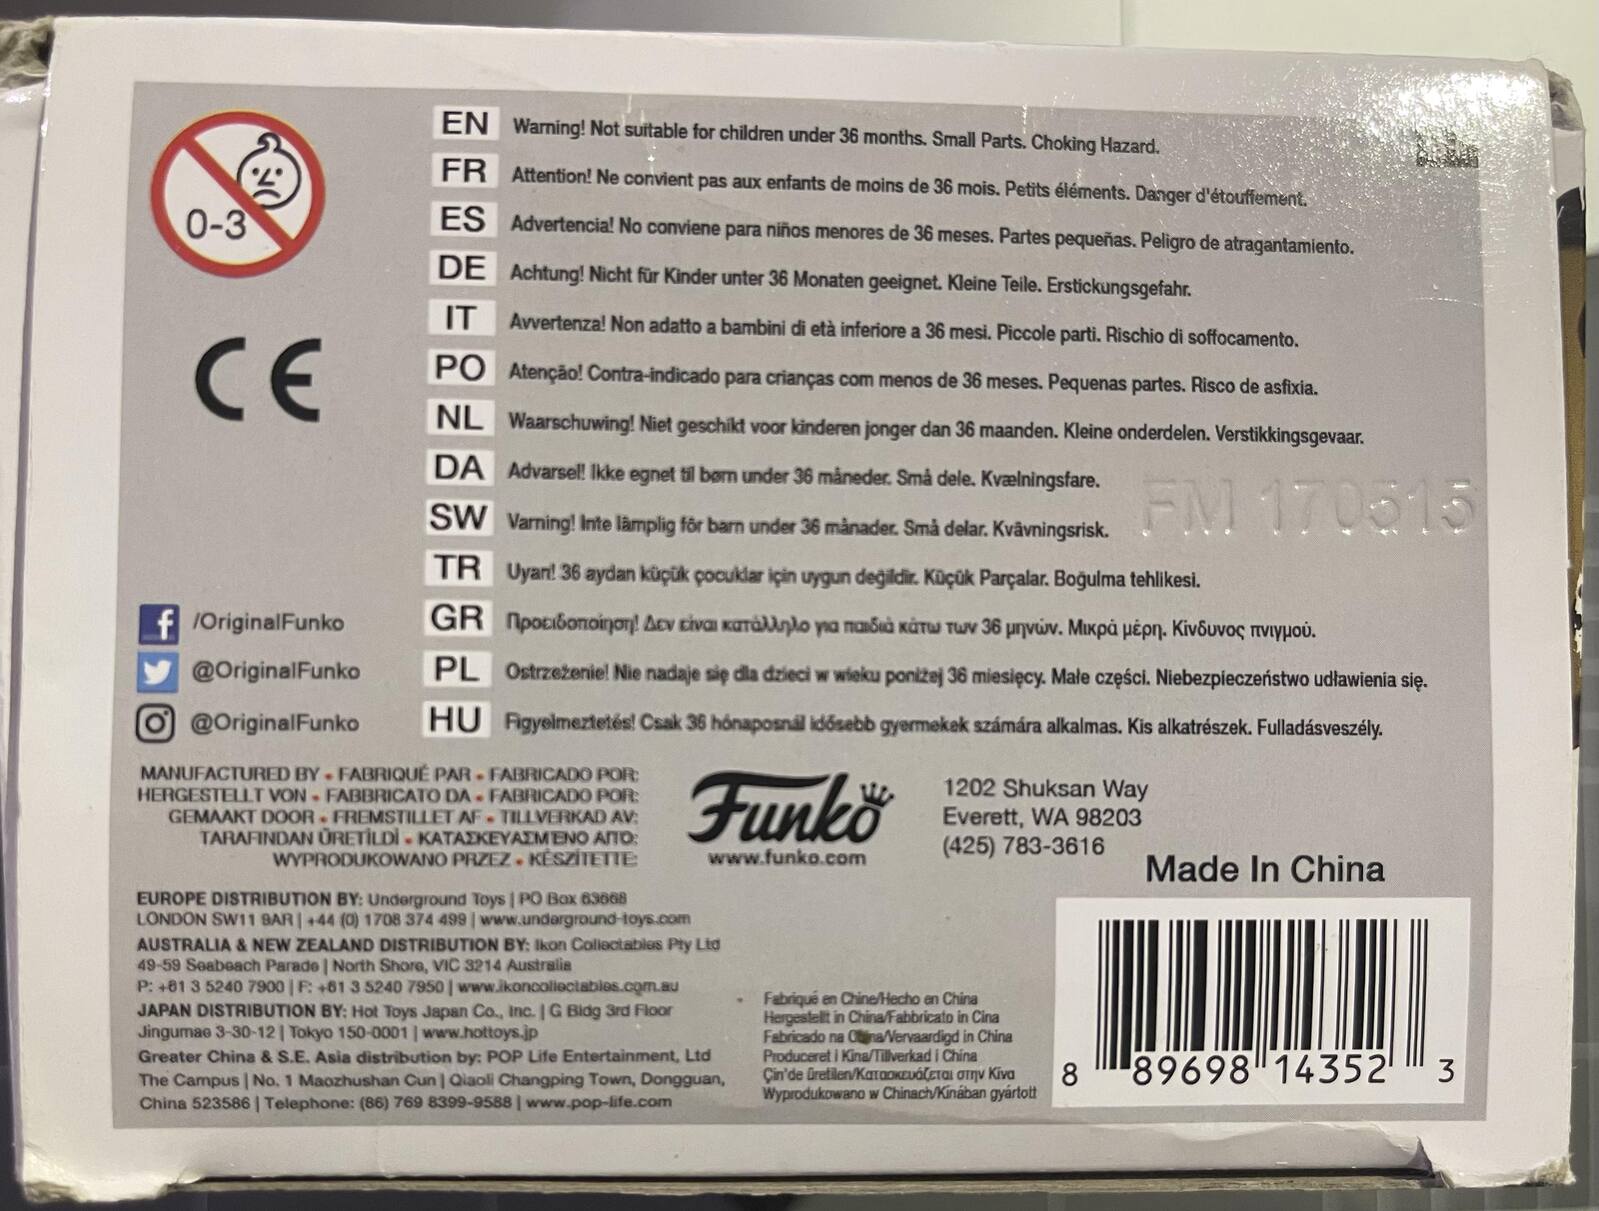 0-3
CE
EN Warning! Not suitable for children under 36 months. Small Parts. Choking Hazard.
FR Attention! Ne convient pas aux enfants de moins de 36 mois. Petits éléments. Danger d'étouffement.
ES Advertencia! No conviene para niños menores de 36 meses. Partes pequeñas. Peligro de atragantamiento.
DE Achtung! Nicht für Kinder unter 36 Monaten geeignet. Kleine Teile. Erstickungsgefahr.
IT Avvertenza! Non adatto a bambini di età inferiore a 36 mesi. Piccole parti. Rischio di soffocamento.
PO Atenção! Contra-indicado para crianças com menos de 36 meses. Pequenas partes. Risco de asfixia.
NL Waarschuwing! Niet geschikt voor kinderen jonger dan 36 maanden. Kleine onderdelen. Verstikkingsgevaar.
DA Advarsel! Ikke egnet til børn under 36 måneder. Små dele. Kvælningsfare.
SW Varning! Inte lämplig för barn under 36 månader. Små delar. Kvävningsrisk.
FM 170515
TR Uyarı! 36 aydan küçük çocuklar için uygun değildir. Küçük Parçalar. Boğulma tehlikesi.
GR Προειδοποίηση! Δεν είναι κατάλληλο για παιδιά κάτω των 36 μηνών. Μικρά μέρη. Κίνδυνος πνιγμού.
PL Ostrzeżenie! Nie nadaje się dla dzieci w wieku poniżej 36 miesięcy. Małe części. Niebezpieczeństwo udławienia się.
HU Figyelmeztetés! Csak 36 hónaposnál idősebb gyermekek számára alkalmas. Kis alkatrészek. Fulladásveszély.
/OriginalFunko
@OriginalFunko
@OriginalFunko
MANUFACTURED BY • FABRIQUÉ PAR • FABRICADO POR:
HERGESTELLT VON • FABBRICATO DA • FABRICADO POR:
GEMAAKT DOOR • FREMSTILLET AF • TILLVERKAD AV:
TARAFINDAN ÜRETİLDİ • ΚΑΤΑΣΚΕΥΑΣΜΈΝΟ ΑΠΌ:
WYPRODUKOWANO PRZEZ • KÉSZÍTETTE:
Funko
www.funko.com
1202 Shuksan Way
Everett, WA 98203
(425) 783-3616
Made In China
EUROPE DISTRIBUTION BY: Underground Toys | PO Box 63668
LONDON SW11 9AR | +44 (0) 1708 374 499 | www.underground-toys.com
AUSTRALIA & NEW ZEALAND DISTRIBUTION BY: Ikon Collectables Pty Ltd
49-59 Seabeach Parade | North Shore, VIC 3214 Australia
P: +61 3 5240 7900 | F: +61 3 5240 7950 | www.ikoncollectables.com.au
JAPAN DISTRIBUTION BY: Hot Toys Japan Co., Inc. | G Bldg 3rd Floor
Jingumae 3-30-12 | Tokyo 150-0001 | www.hottoys.jp
Greater China & S.E. Asia distribution by: POP Life Entertainment, Ltd
The Campus | No. 1 Maozhushan Cun | Qiaoli Changping Town, Dongguan,
China 523586 | Telephone: (86) 769 8399-9588 | www.pop-life.com
Fabriqué en Chine/Hecho en China
Hergestellt in China/Fabbricato in Cina
Fabricado na China/Vervaardigd in China
Produceret i Kina/Tillverkad i China
Çin'de üretilen/Κατασκευάζεται στην Κίνα
Wyprodukowano w Chinach/Kínában gyártott
8 89698 14352 3